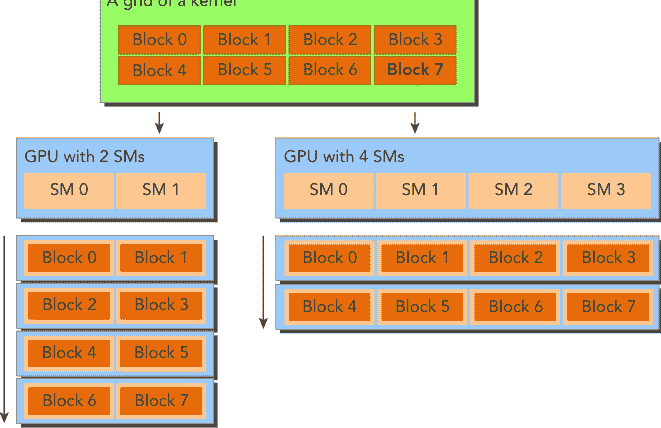 A grid of a kernel
Block 0 Block 1 Block 2 Block 3
Block 4 Block 5 Block 6 Block 7
GPU with 2 SMs
SM 0 SM 1
Block 0 Block 1
Block 2 Block 3
Block 4 Block 5
Block 6 Block 7
GPU with 4 SMs
SM 0 SM 1 SM 2 SM 3
Block 0 Block 1 Block 2 Block 3
Block 4 Block 5 Block 6 Block 7